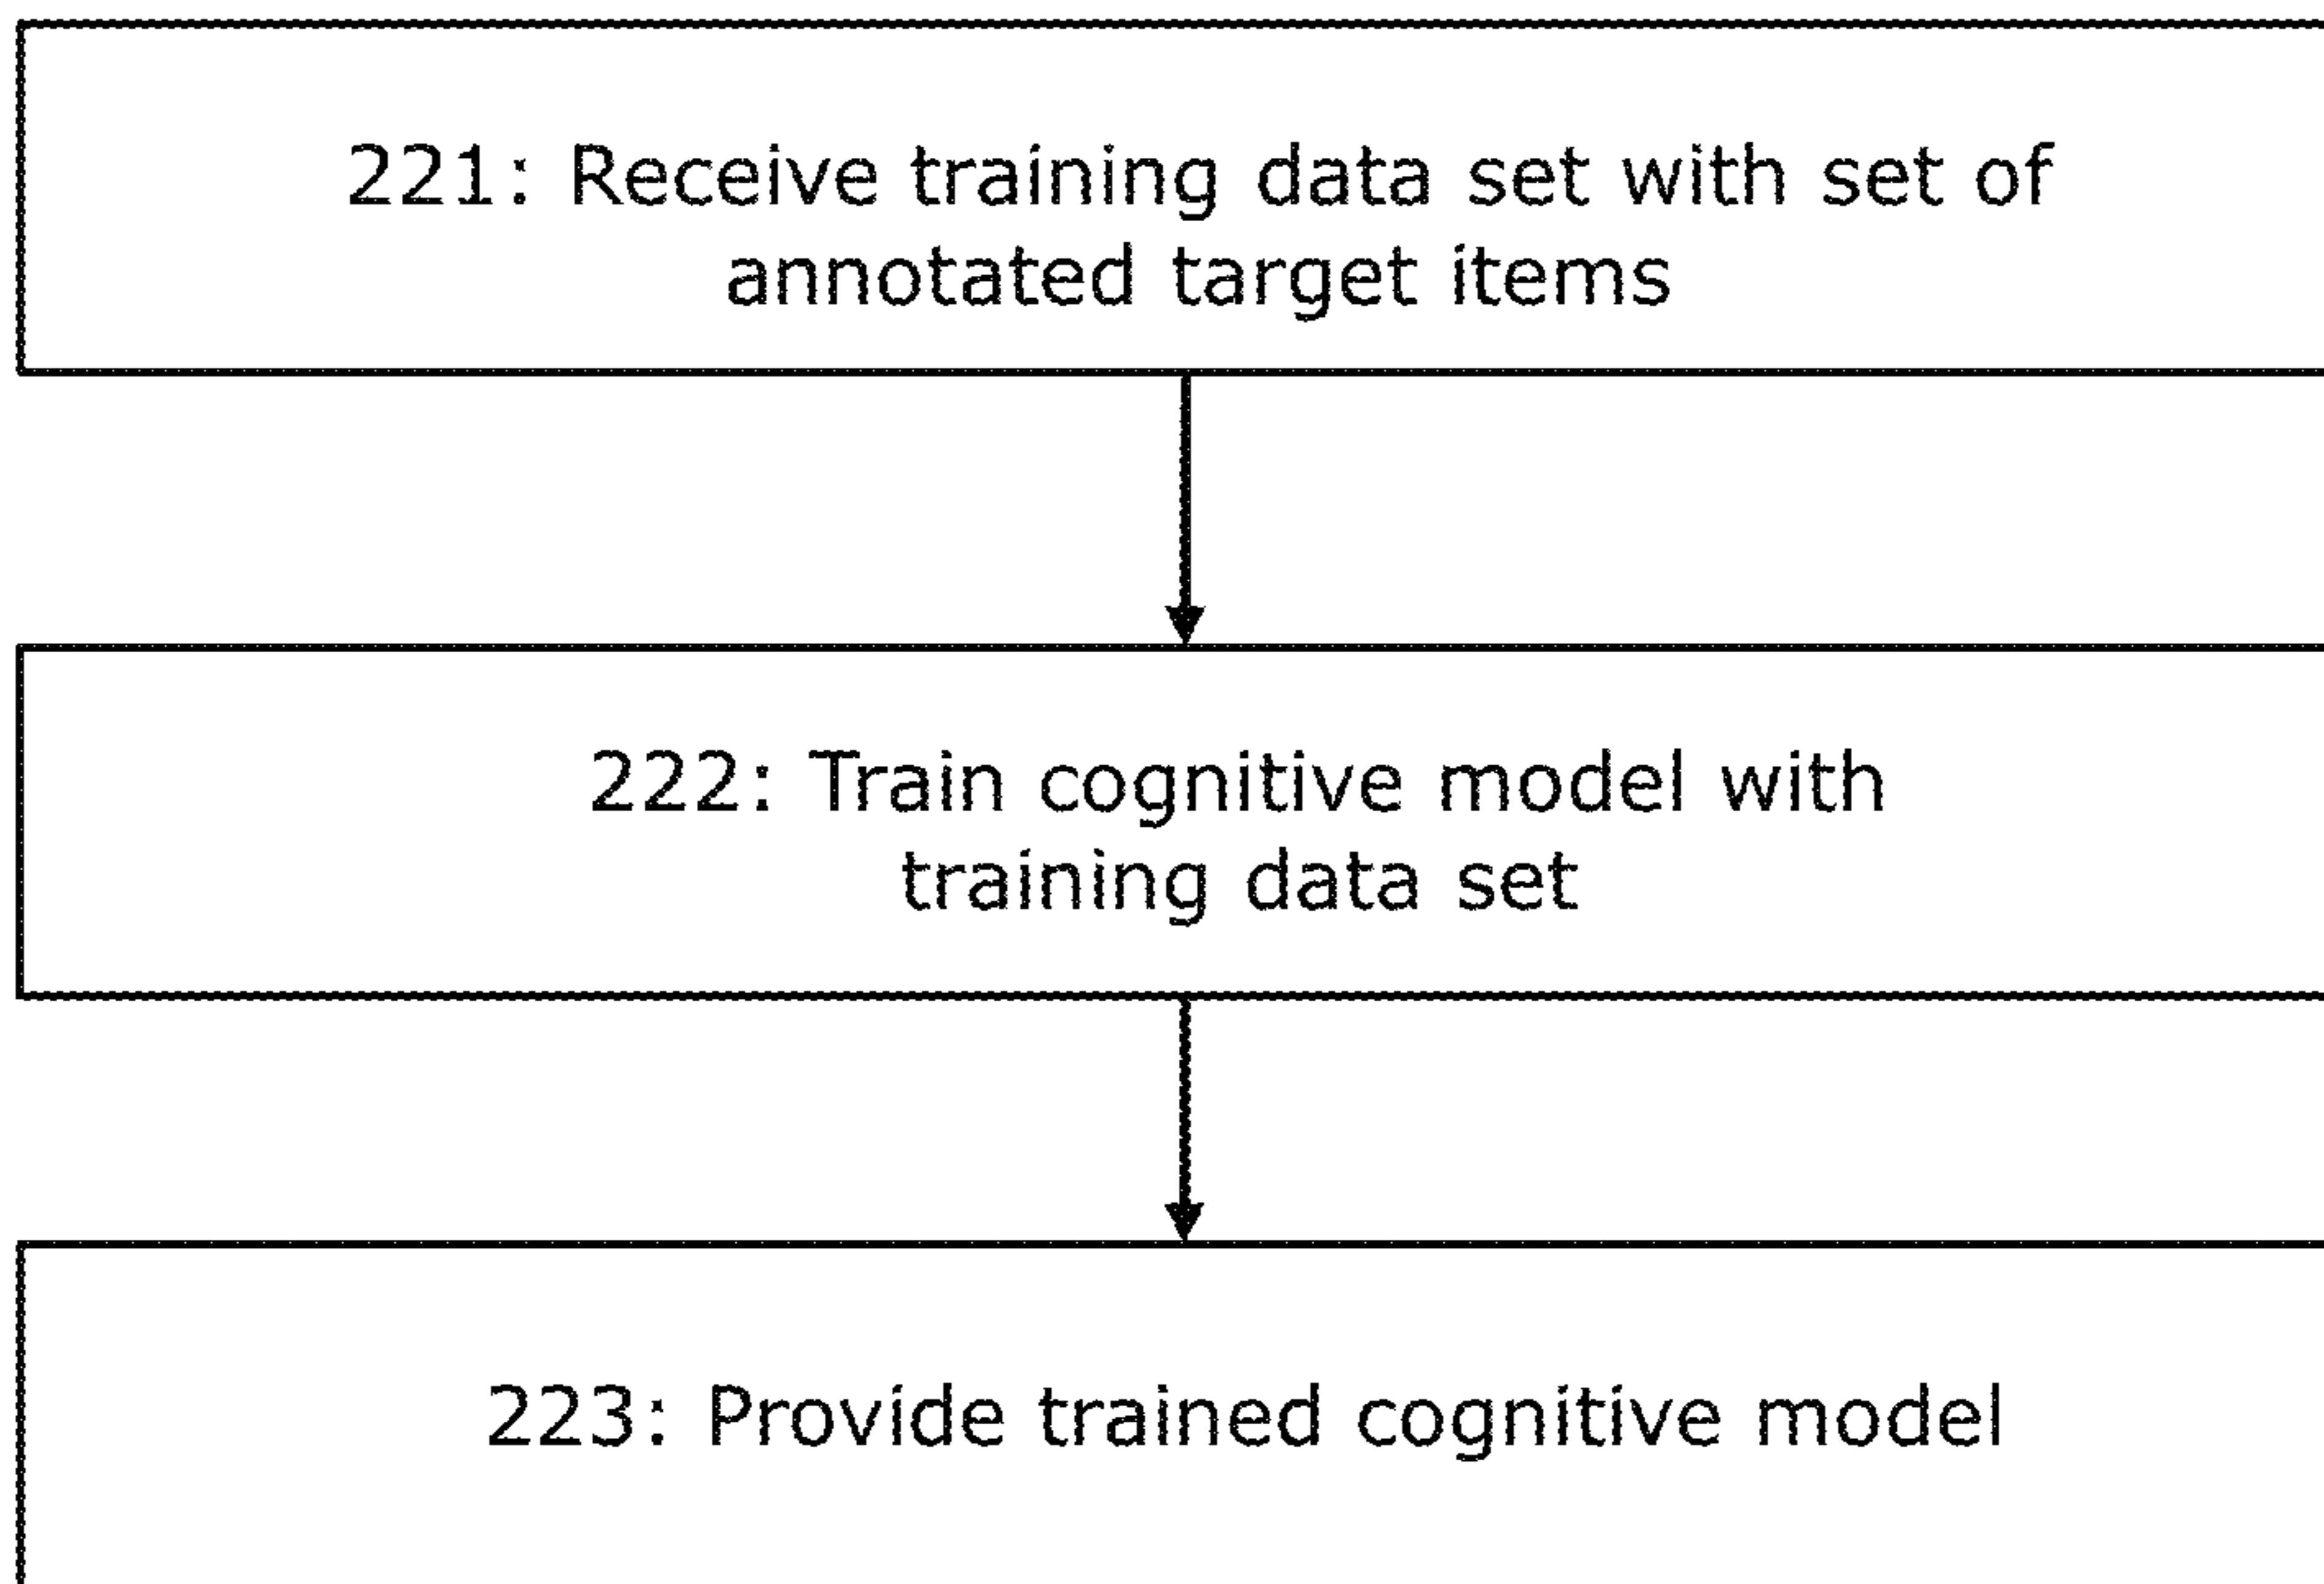 221: Receive training data set with set of
annotated target items
222: Train cognitive model with
training data set
223: Provide trained cognitive model